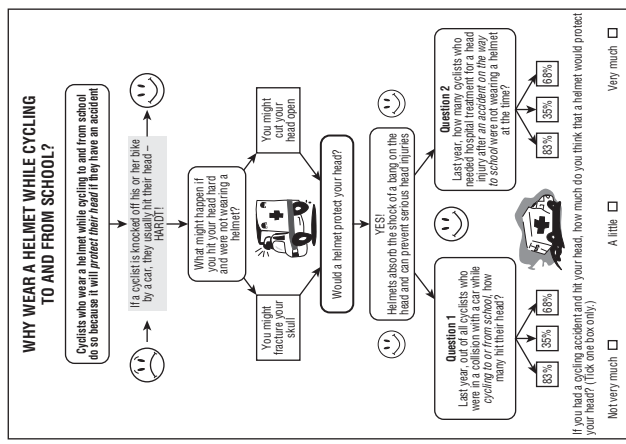 WHY WEAR A HELMET WHILE CYCLING
TO AND FROM SCHOOL?
Cyclists who wear a helmet while cycling to and from school
do so because it will protect their head if they have an accident
If a cyclist is knocked off his or her bike
by a car, they usually hit their head –
HARDT!
What might happen if
you hit your head hard
and were not wearing a
helmet?
You might
fracture your
skull
You might
cut your
head open
Would a helmet protect your head?
YES!
Helmets absorb the shock of a bang on the
head and can prevent serious head injuries
Question 1
Last year, out of all cyclists who
were in a collision with a car while
cycling to or from school, how
many hit their head?
83%
35%
68%
Question 2
Last year, how many cyclists who
needed hospital treatment for a head
injury after an accident on the way
to school were not wearing a helmet
at the time?
83%
35%
68%
If you had a cycling accident and hit your head, how much do you think that a helmet would protect
your head? (Tick one box only.)
Not very much
A little
Very much